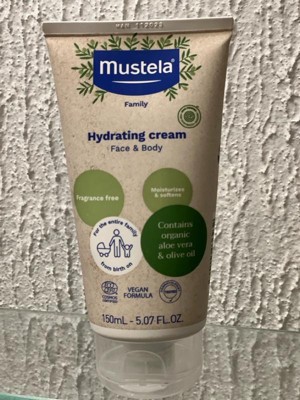 Mustela
Family
Hydrating cream
Face & Body
Fragrance free
Moisturizes
& softens
For the entire family
from birth on
Contains
organic
aloe vera
& olive oil
VEGAN
FORMULA
150mL - 5.07 FL.OZ.